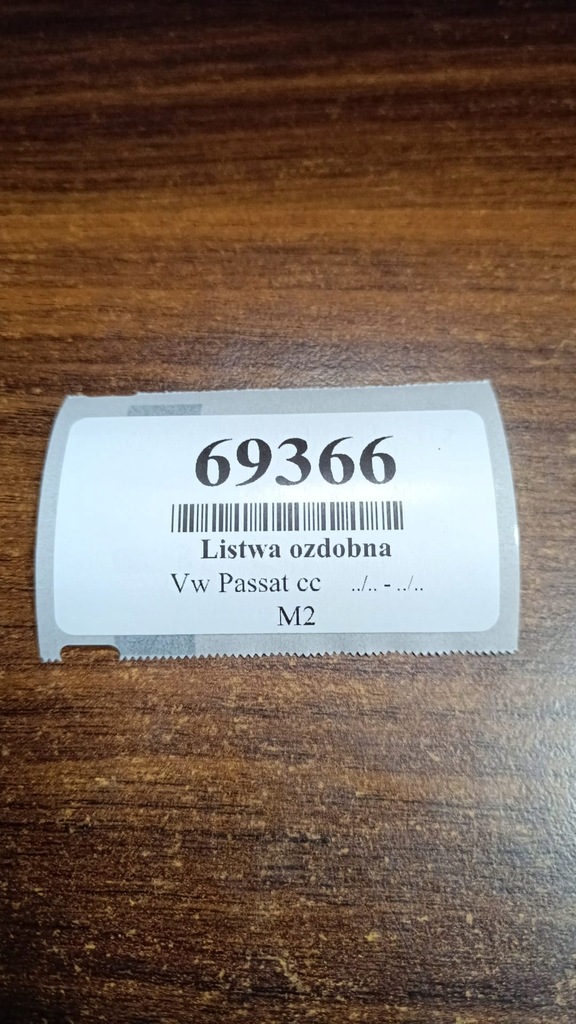 69366
Listwa ozdobna
Vw Passat cc ../.. - ../..
M2